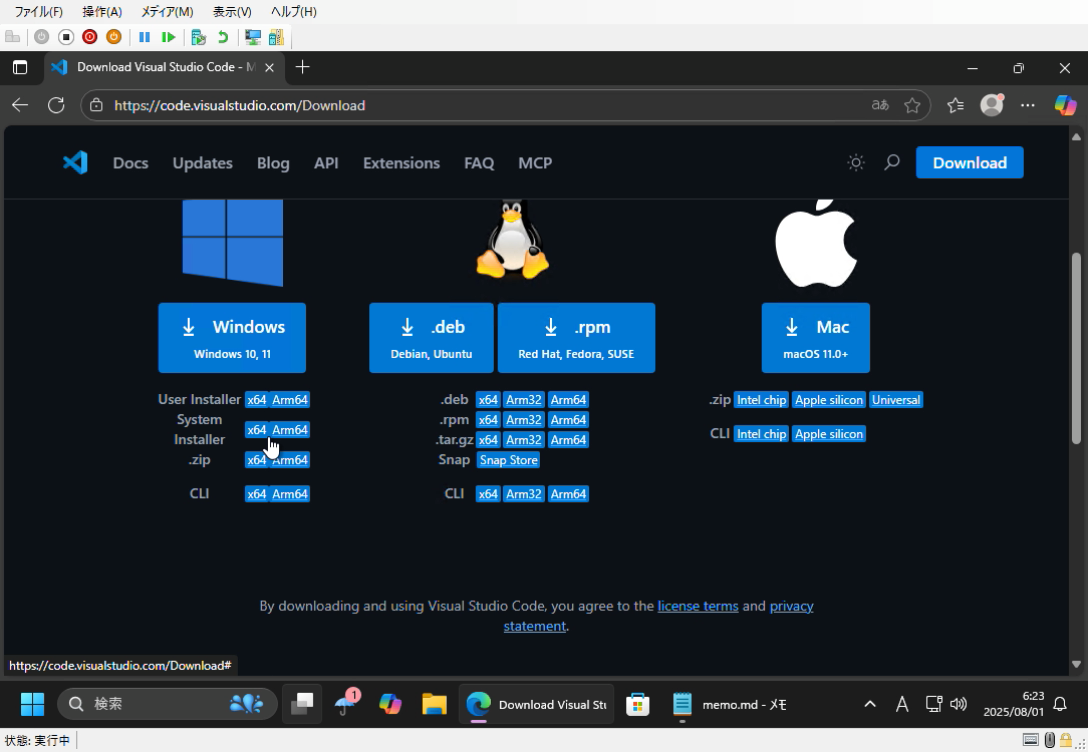 ファイル(F) 操作(A) メディア(M) 表示(V) ヘルプ(H)
Download Visual Studio Code - M
https://code.visualstudio.com/Download
aあ
Docs Updates Blog API Extensions FAQ MCP Download
Windows
Windows 10, 11
.deb
Debian, Ubuntu
.rpm
Red Hat, Fedora, SUSE
Mac
macOS 11.0+
User Installer x64 Arm64
System Installer x64 Arm64
.zip x64 Arm64
CLI x64 Arm64
.deb x64 Arm32 Arm64
.rpm x64 Arm32 Arm64
.tar.gz x64 Arm32 Arm64
Snap Snap Store
CLI x64 Arm32 Arm64
.zip Intel chip Apple silicon Universal
CLI Intel chip Apple silicon
By downloading and using Visual Studio Code, you agree to the license terms and privacy
statement.
https://code.visualstudio.com/Download#
検索
1
Download Visual Stu
memo.md - メモ
A
6:23
2025/08/01
状態: 実行中